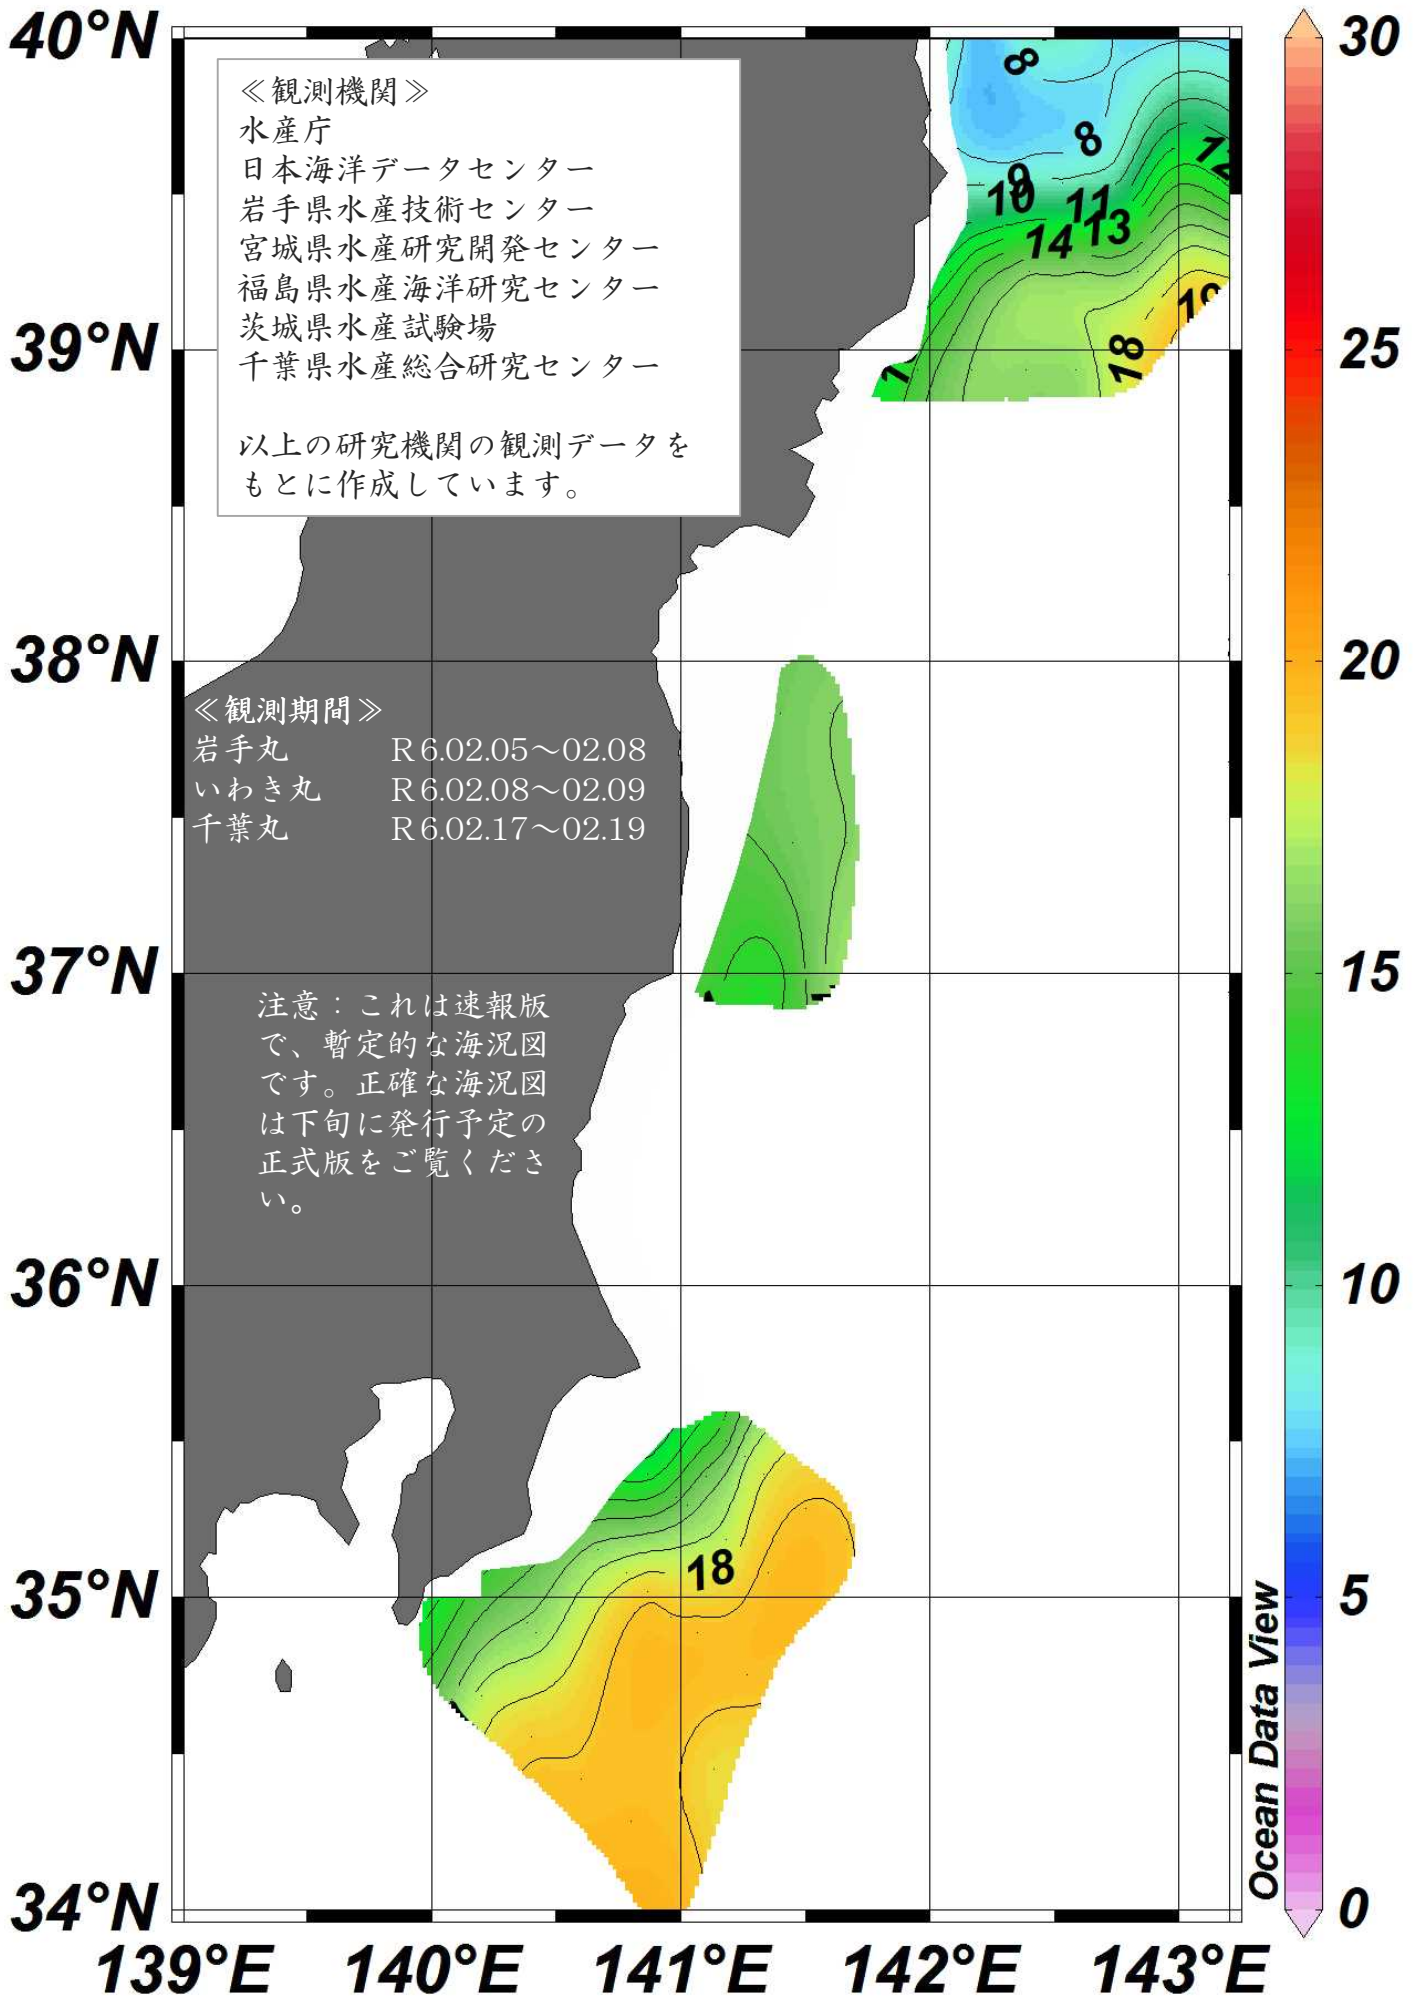 40°N
39°N
38°N
37°N
36°N
35°N
34°N
139°E 140°E 141°E 142°E 143°E
≪観測機関≫
水産庁
日本海洋データセンター
岩手県水産技術センター
宮城県水産研究開発センター
福島県水産海洋研究センター
茨城県水産試験場
千葉県水産総合研究センター
以上の研究機関の観測データを
もとに作成しています。
≪観測期間≫
岩手丸 R6.02.05～02.08
いわき丸 R6.02.08～02.09
千葉丸 R6.02.17～02.19
注意：これは速報版
で、暫定的な海況図
です。正確な海況図
は下旬に発行予定の
正式版をご覧くださ
い。
8
8
9
10
11
12
13
14
19
18
18
30
25
20
15
10
5
0
Ocean Data View